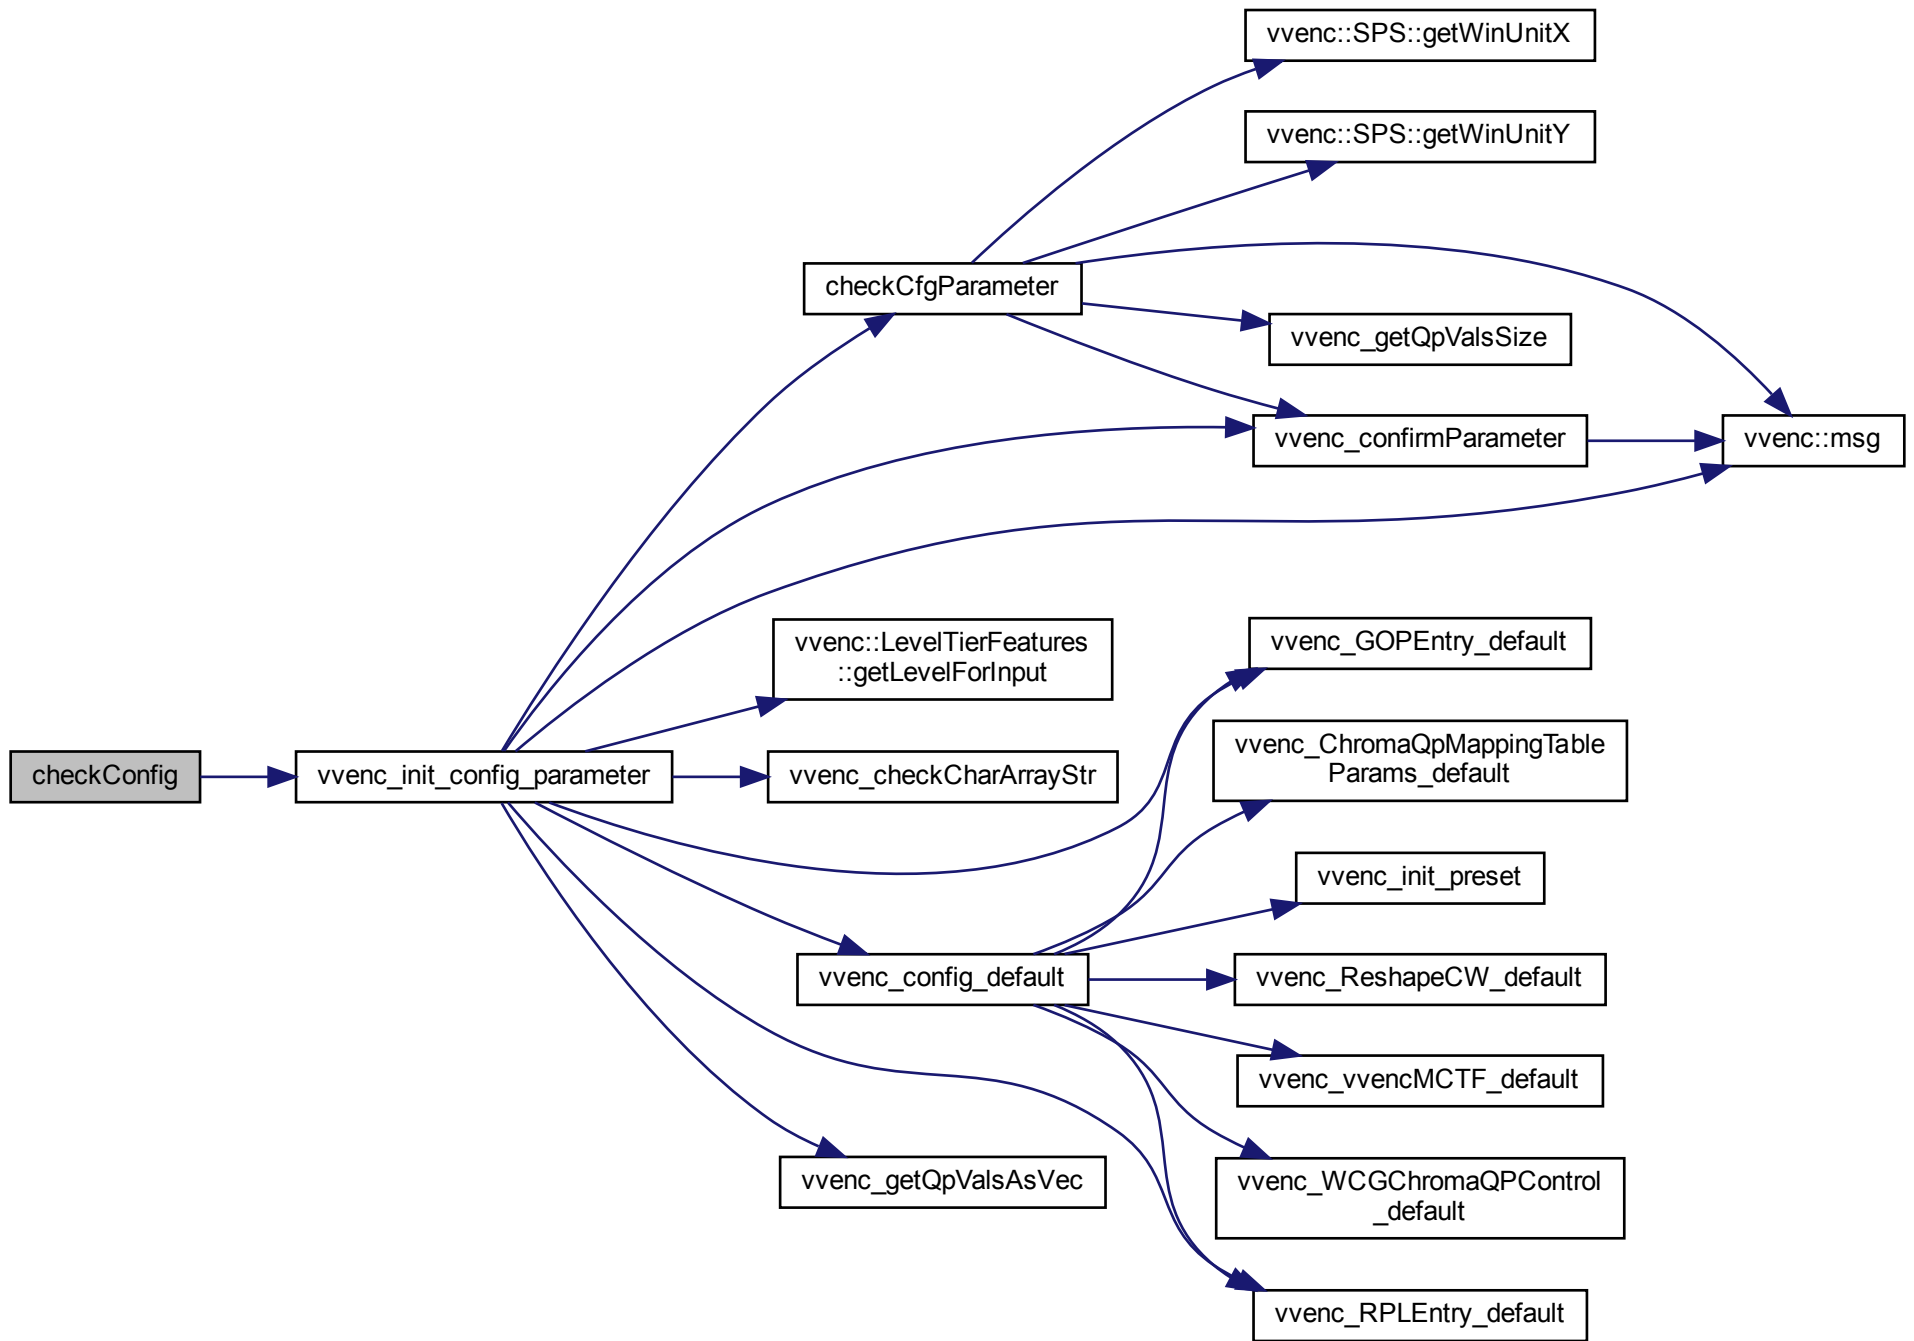 vvenc::SPS::getWinUnitX
vvenc::SPS::getWinUnitY
checkCfgParameter
vvenc_getQpValsSize
vvenc_confirmParameter
vvenc::msg
vvenc::LevelTierFeatures
::getLevelForInput
vvenc_GOPEntry_default
vvenc_ChromaQpMappingTable
Params_default
checkConfig
vvenc_init_config_parameter
vvenc_checkCharArrayStr
vvenc_init_preset
vvenc_config_default
vvenc_ReshapeCW_default
vvenc_vvencMCTF_default
vvenc_getQpValsAsVec
vvenc_WCGChromaQPControl
_default
vvenc_RPLEntry_default